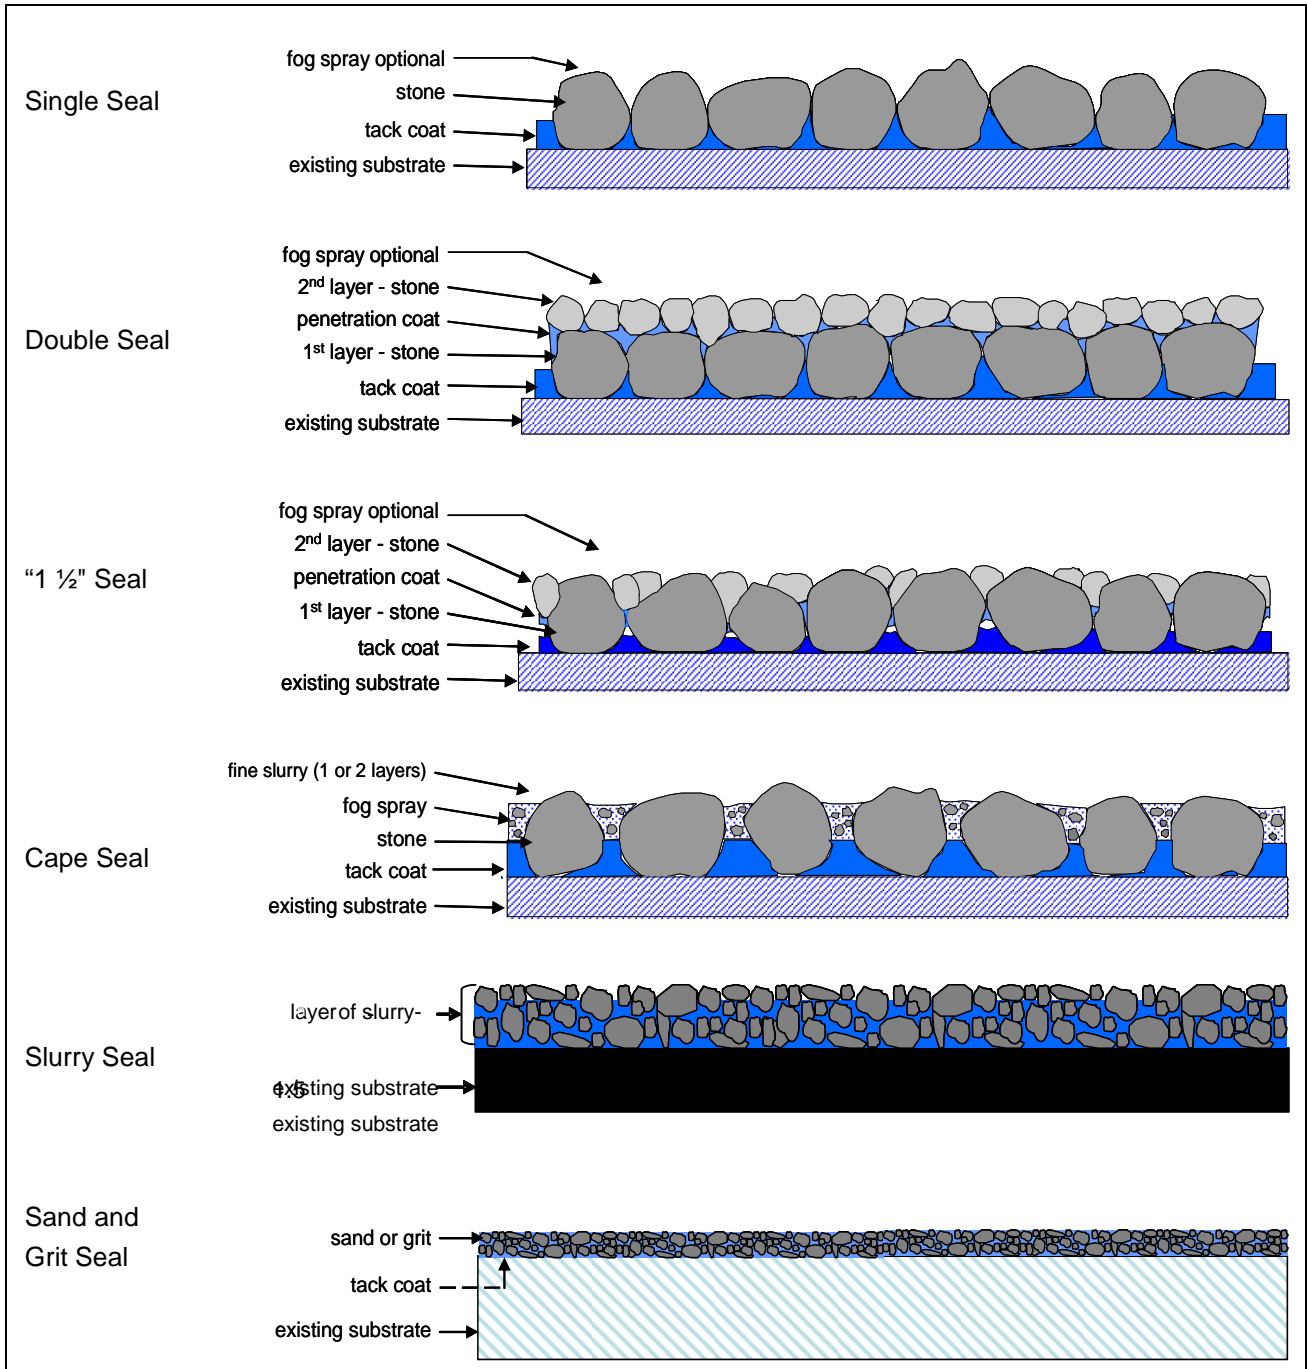 Single Seal
fog spray optional
stone
tack coat
existing substrate
Double Seal
fog spray optional
2nd layer - stone
penetration coat
1st layer - stone
tack coat
existing substrate
“1 ½" Seal
fog spray optional
2nd layer - stone
penetration coat
1st layer - stone
tack coat
existing substrate
Cape Seal
fine slurry (1 or 2 layers)
fog spray
stone
tack coat
existing substrate
Slurry Seal
layer of slurry-
existing substrate
1.5
existing substrate
Sand and
Grit Seal
sand or grit
tack coat
existing substrate